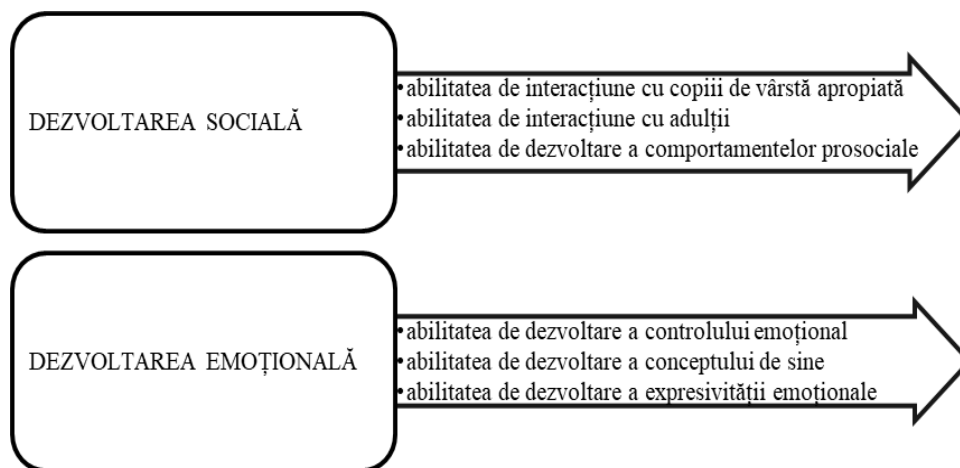 DEZVOLTAREA SOCIALĂ
•abilitatea de interacțiune cu copiii de vârstă apropiată
•abilitatea de interacțiune cu adulții
•abilitatea de dezvoltare a comportamentelor prosociale
DEZVOLTAREA EMOȚIONALĂ
•abilitatea de dezvoltare a controlului emoțional
•abilitatea de dezvoltare a conceptului de sine
•abilitatea de dezvoltare a expresivității emoționale